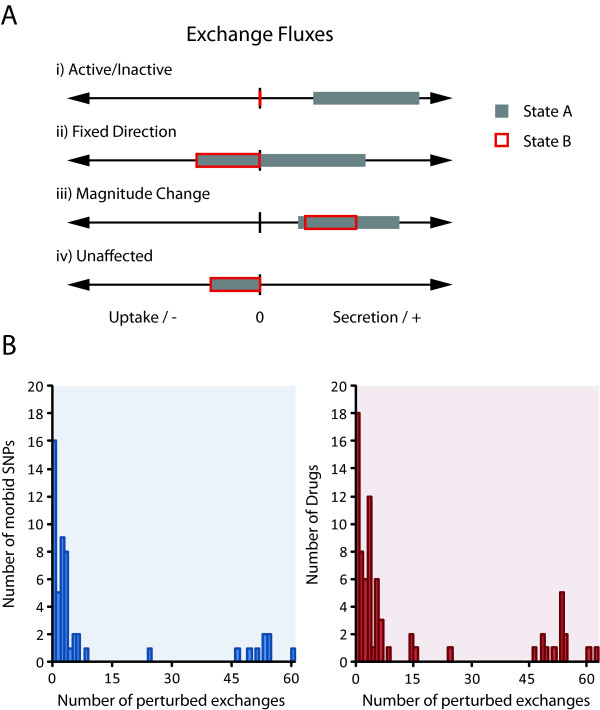 A
Exchange Fluxes
i) Active/Inactive
ii) Fixed Direction
iii) Magnitude Change
iv) Unaffected
Uptake / - 0 Secretion / +
State A
State B
B
Number of morbid SNPs
20
18
16
14
12
10
8
6
4
2
0
0 15 30 45 60
Number of perturbed exchanges
Number of Drugs
20
18
16
14
12
10
8
6
4
2
0
0 15 30 45 60
Number of perturbed exchanges